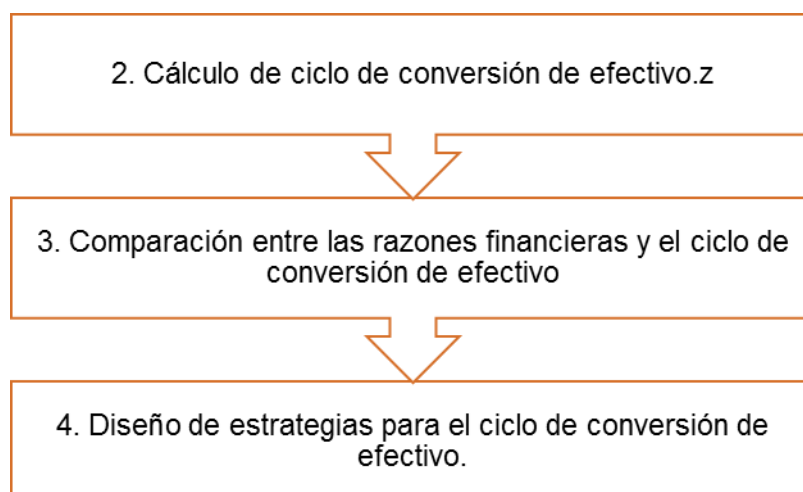 2. Cálculo de ciclo de conversión de efectivo.z
3. Comparación entre las razones financieras y el ciclo de
conversión de efectivo
4. Diseño de estrategias para el ciclo de conversión de
efectivo.